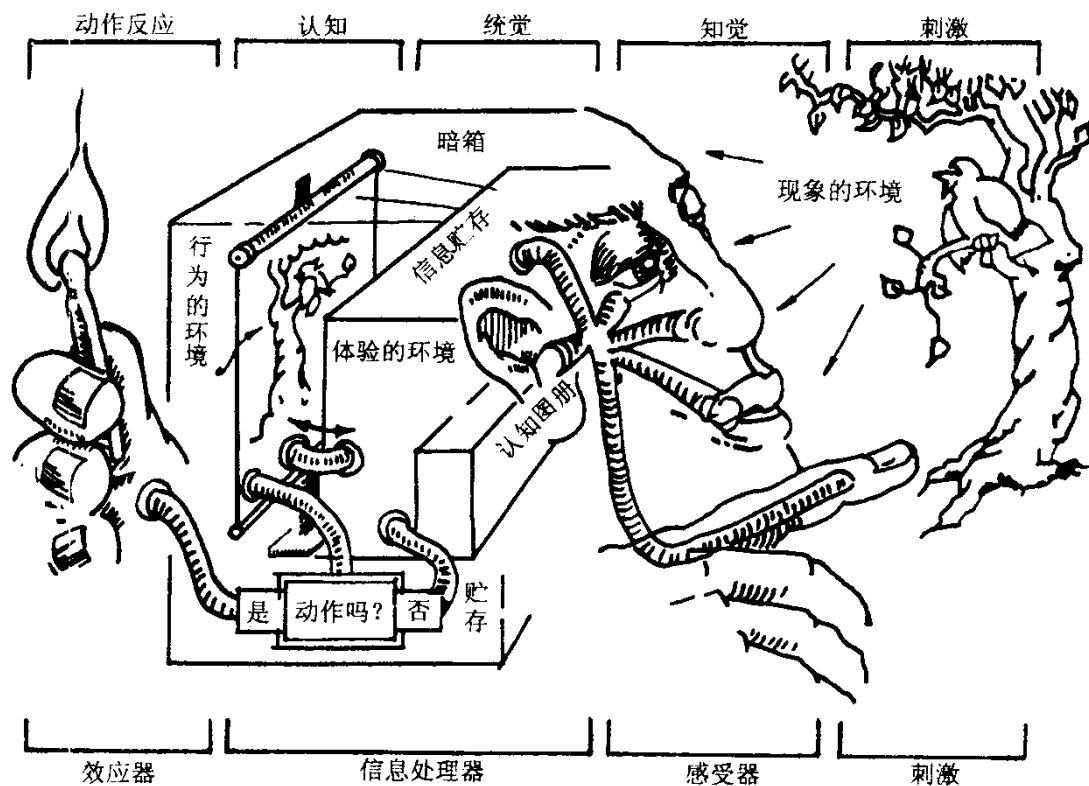 动作反应
认知
统觉
知觉
刺激
暗箱
现象的环境
行为的环境
信息贮存
体验的环境
认知图册
是
动作吗?
否
贮存
效应器
信息处理器
感受器
刺激